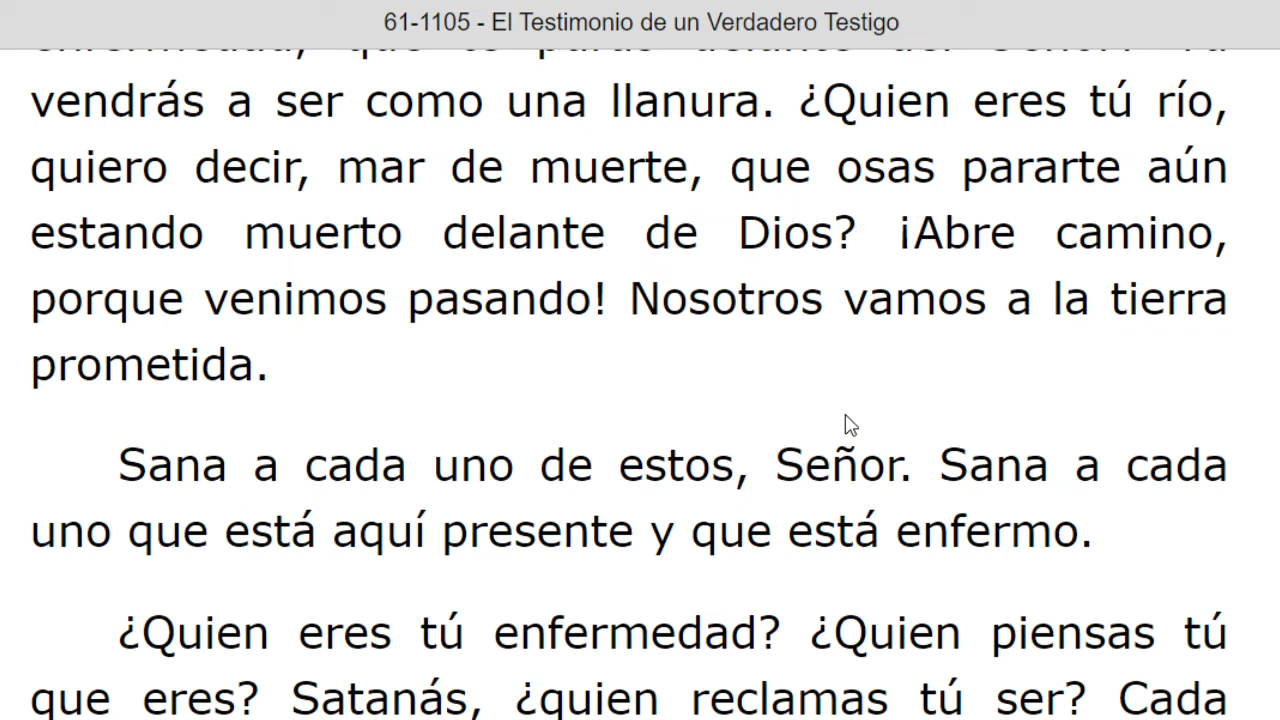 61-1105 - El Testimonio de un Verdadero Testigo
vendrás a ser como una llanura. ¿Quien eres tú río,
quiero decir, mar de muerte, que osas pararte aún
estando muerto delante de Dios? ¡Abre camino,
porque venimos pasando! Nosotros vamos a la tierra
prometida.
Sana a cada uno de estos, Señor. Sana a cada
uno que está aquí presente y que está enfermo.
¿Quien eres tú enfermedad? ¿Quien piensas tú
que eres? Satanás, ¿quien reclamas tú ser? Cada